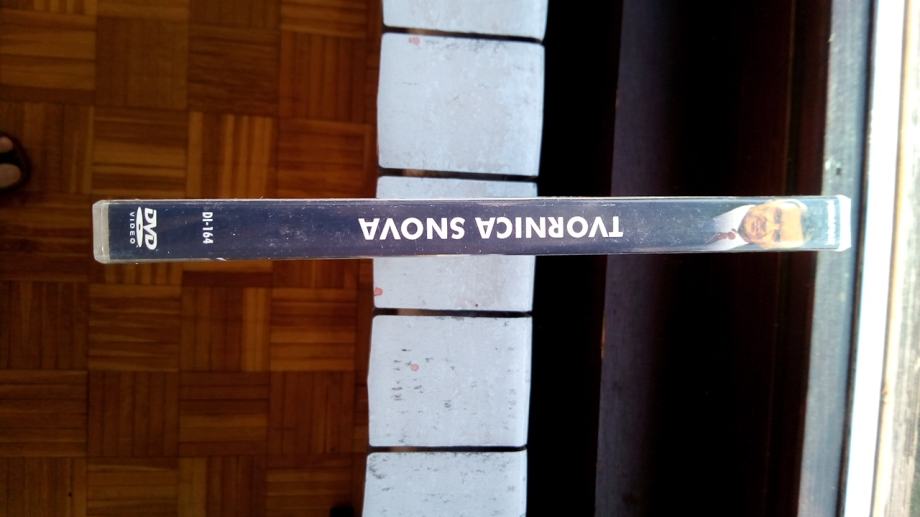 TVORNICA SNOVA
DI-164
DVD
VIDEO